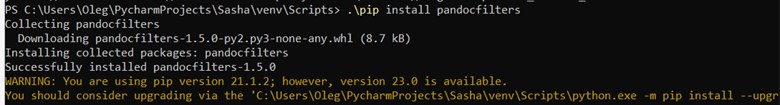 PS C:\Users\Oleg\PycharmProjects\Sasha\venv\Scripts> .\pip install pandocfilters
Collecting pandocfilters
  Downloading pandocfilters-1.5.0-py2.py3-none-any.whl (8.7 kB)
Installing collected packages: pandocfilters
Successfully installed pandocfilters-1.5.0
WARNING: You are using pip version 21.1.2; however, version 23.0 is available.
You should consider upgrading via the 'C:\Users\Oleg\PycharmProjects\Sasha\venv\Scripts\python.exe -m pip install --upgr